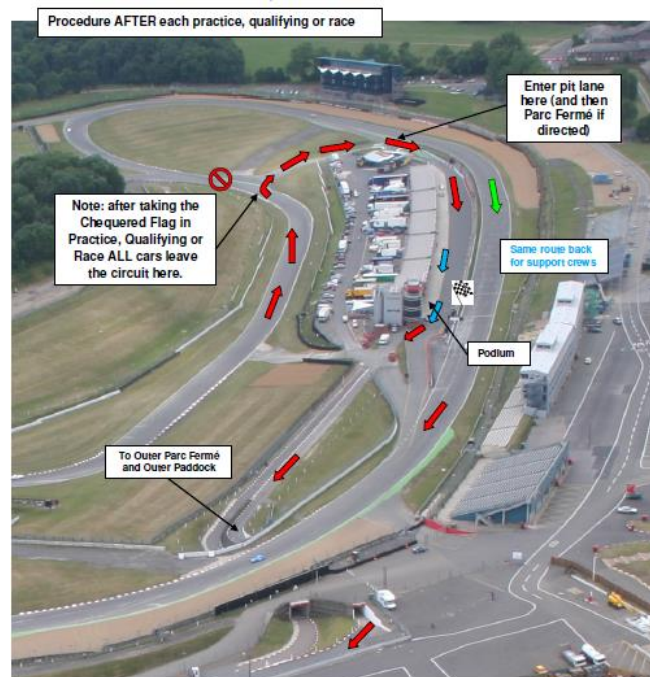 Procedure AFTER each practice, qualifying or race
Enter pit lane
here (and then
Parc Fermé if
directed)
Note: after taking the
Chequered Flag in
Practice, Qualifying or
Race ALL cars leave
the circuit here.
Same route back
for support crews
Podium
To Outer Parc Fermé
and Outer Paddock